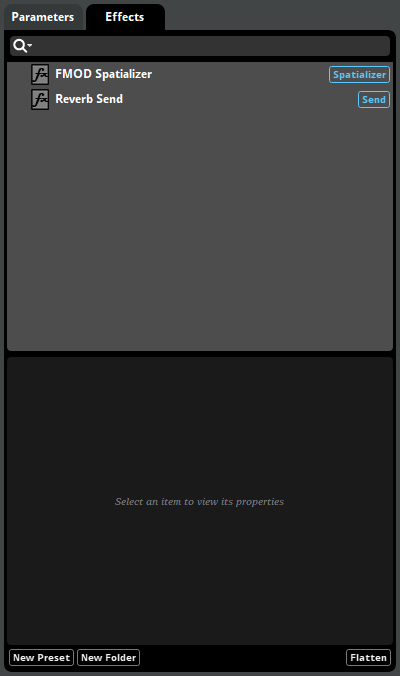 Parameters Effects
FMOD Spatializer Spatializer
Reverb Send Send
Select an item to view its properties
New Preset New Folder Flatten